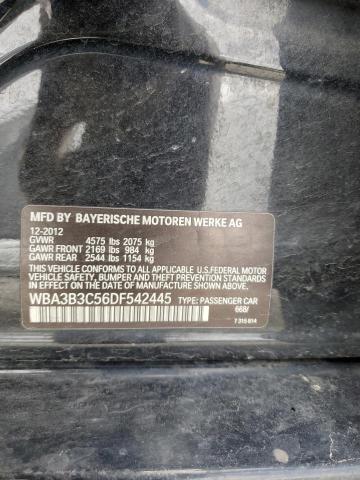 MFD BY BAYERISCHE MOTOREN WERKE AG
12-2012
GVWR 4575 lbs 2075 kg
GAWR FRONT 2169 lbs 984 kg
GAWR REAR 2544 lbs 1154 kg
THIS VEHICLE CONFORMS TO ALL APPLICABLE
U.S.FEDERAL MOTOR
VEHICLE SAFETY, BUMPER AND THEFT
PREVENTION STANDARDS IN EFFECT ON THE
DATE OF MANUFACTURE SHOWN ABOVE.
WBA3B3C56DF542445 TYPE: PASSENGER CAR
668/
7 315 814